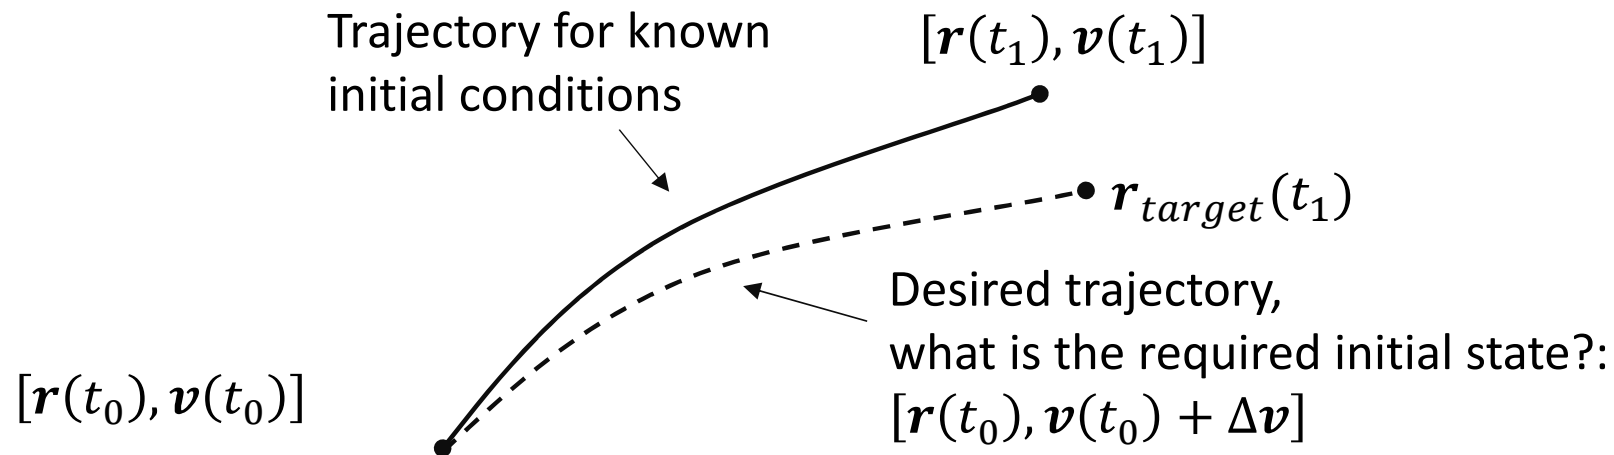 Trajectory for known
initial conditions
[𝒓(𝑡₁), 𝒗(𝑡₁)]
𝒓ₜₐᵣgₑₜ(𝑡₁)
Desired trajectory,
what is the required initial state?:
[𝒓(𝑡₀), 𝒗(𝑡₀) + Δ𝒗]
[𝒓(𝑡₀), 𝒗(𝑡₀)]